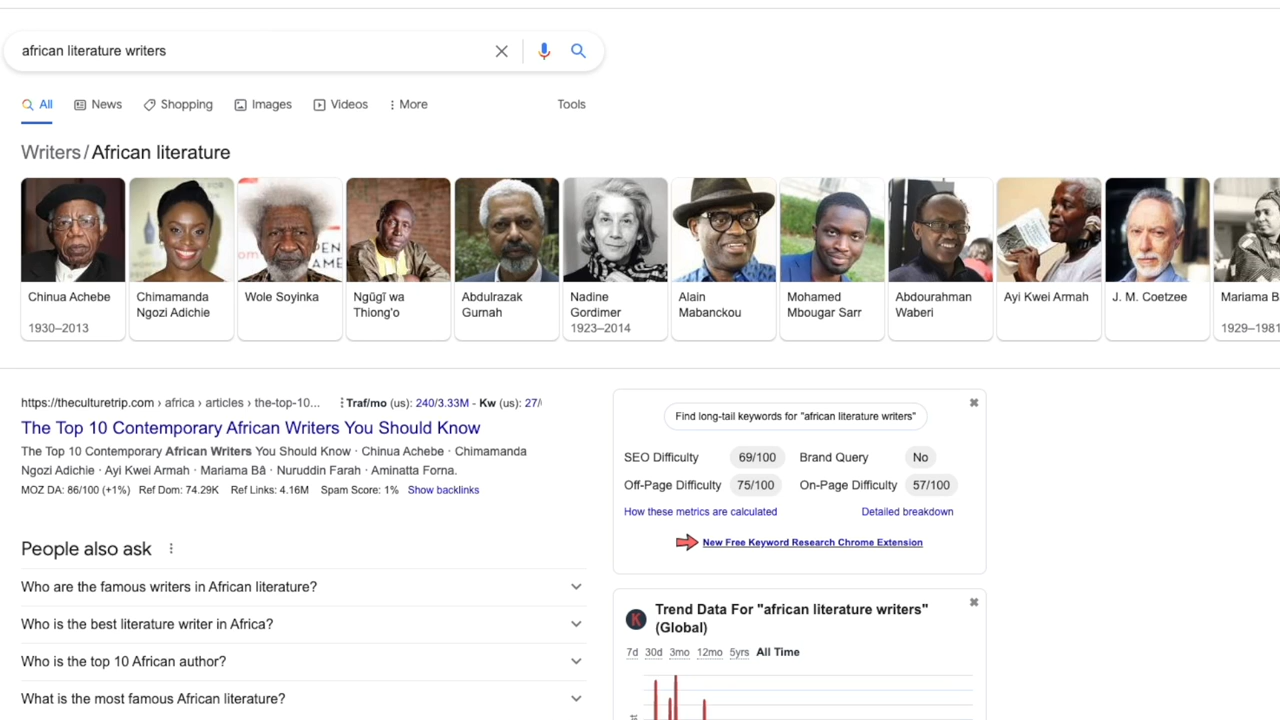 african literature writers
All
News
Shopping
Images
Videos
More
Tools
Writers / African literature
Chinua Achebe
1930–2013
Chimamanda
Ngozi Adichie
Wole Soyinka
Ngũgĩ wa
Thiong'o
Abdulrazak
Gurnah
Nadine
Gordimer
1923–2014
Alain
Mabanckou
Mohamed
Mbougar Sarr
Abdourahman
Waberi
Ayi Kwei Armah
J. M. Coetzee
Mariama B
1929–1981
https://theculturetrip.com › africa › articles › the-top-10...
Traf/mo (us): 240/3.33M - Kw (us): 27/
The Top 10 Contemporary African Writers You Should Know
The Top 10 Contemporary African Writers You Should Know · Chinua Achebe · Chimamanda
Ngozi Adichie · Ayi Kwei Armah · Mariama Bâ · Nuruddin Farah · Aminatta Forna.
MOZ DA: 86/100 (+1%) Ref Dom: 74.29K Ref Links: 4.16M Spam Score: 1% Show backlinks
People also ask
Who are the famous writers in African literature?
Who is the best literature writer in Africa?
Who is the top 10 African author?
What is the most famous African literature?
Find long-tail keywords for "african literature writers"
SEO Difficulty 69/100 Brand Query No
Off-Page Difficulty 75/100 On-Page Difficulty 57/100
How these metrics are calculated Detailed breakdown
New Free Keyword Research Chrome Extension
K
Trend Data For "african literature writers"
(Global)
7d 30d 3mo 12mo 5yrs All Time